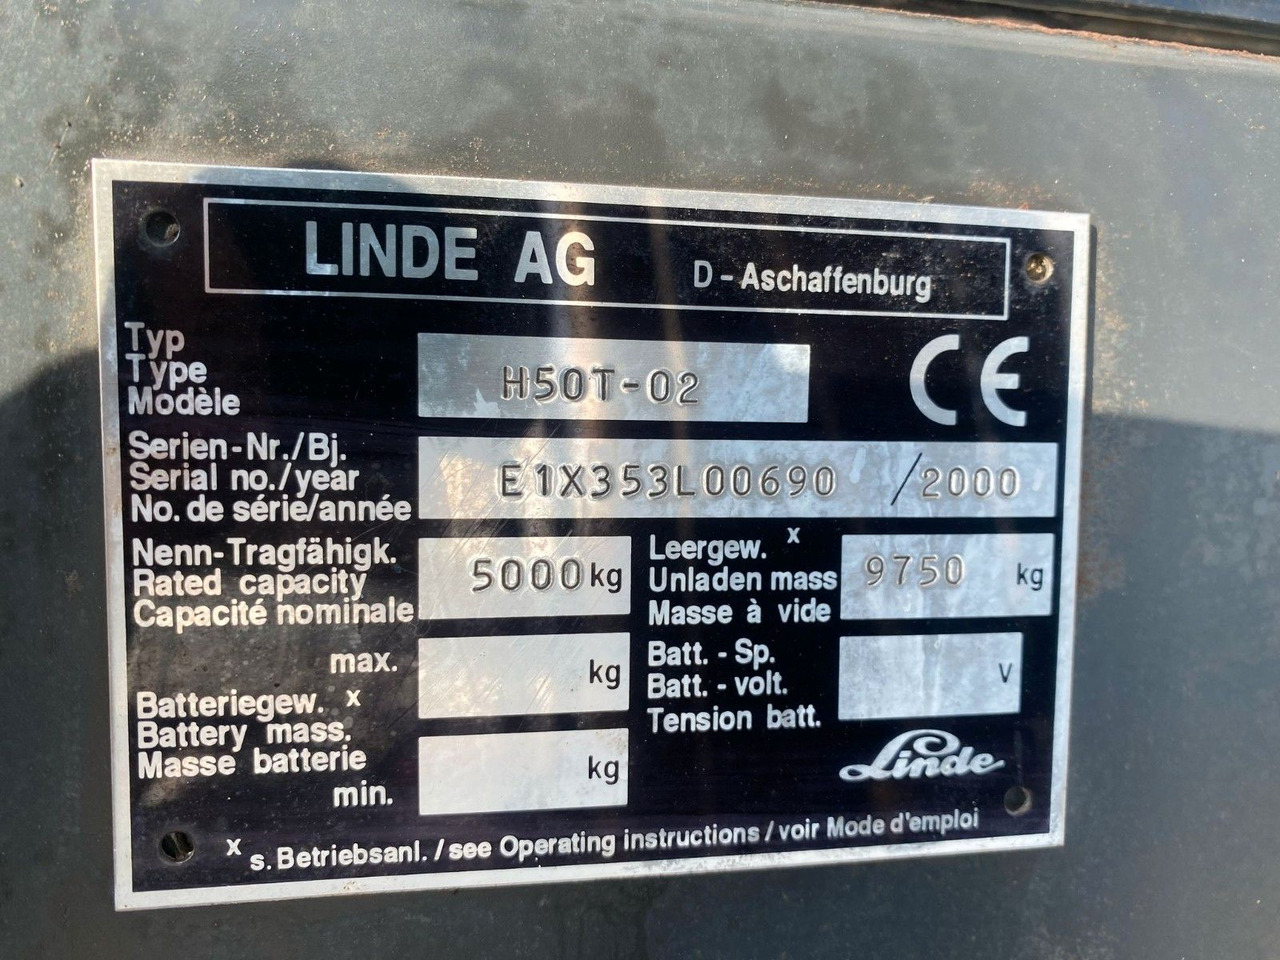 LINDE AG D - Aschaffenburg
Typ
Type
Modèle
H50T-02
CE
Serien-Nr./Bj.
Serial no./year
No. de série/année
E1X353L00690 /2000
Nenn-Tragfähigk.
Rated capacity
Capacité nominale
5000 kg
Leergew. x
Unladen mass
Masse à vide
9750 kg
max.
kg
Batteriegew. x
Battery mass.
Masse batterie
min.
kg
Batt. - Sp.
Batt. - volt.
Tension batt.
V
Linde
x s. Betriebsanl. / see Operating instructions / voir Mode d'emploi